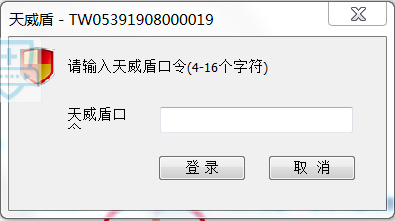 天威盾 - TW05391908000019
请输入天威盾口令(4-16个字符)
天威盾口
令
登 录
取 消